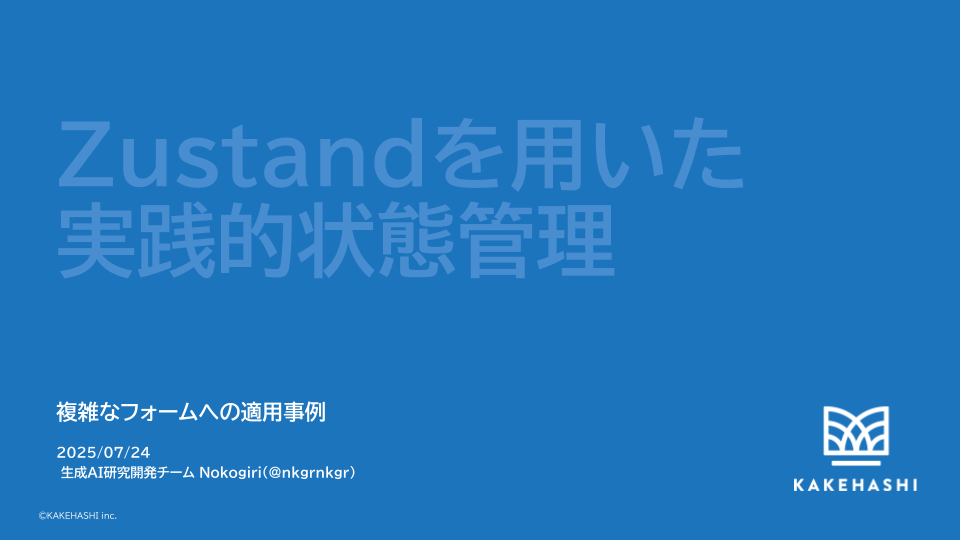 Zustandを用いた
実践的状態管理
複雑なフォームへの適用事例
2025/07/24
生成AI研究開発チーム Nokogiri(@nkgrnkgr)
KAKEHASHI
©KAKEHASHI inc.